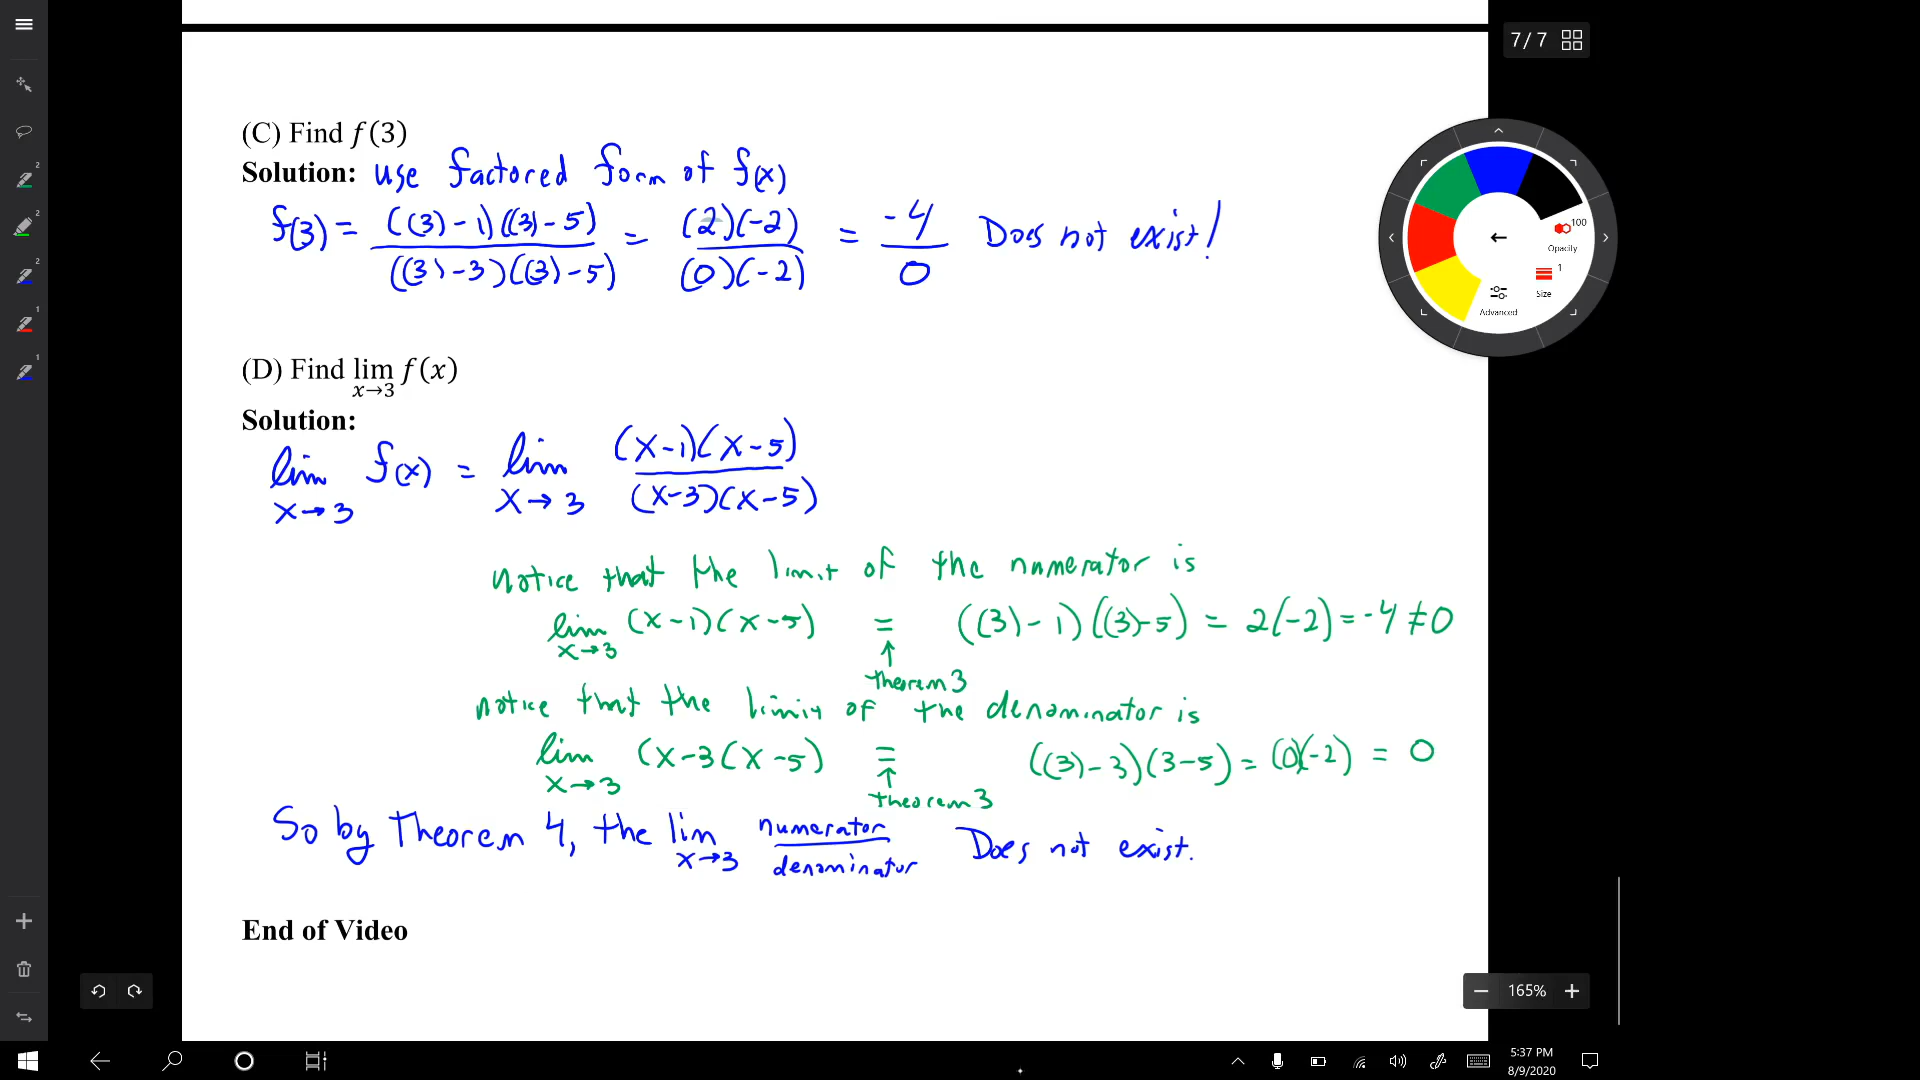 7/7
(C) Find f(3)
Solution: use factored form of f(x)
f(3) = ((3)-1)((3)-5) / ((3)-3)((3)-5) = (2)(-2) / (0)(-2) = -4 / 0 Does not exist!
100
Opacity
1
Size
Advanced
(D) Find lim x→3 f(x)
Solution:
lim x→3 f(x) = lim x→3 (x-1)(x-5) / (x-3)(x-5)
notice that the limit of the numerator is
lim x→3 (x-1)(x-5) = ((3)-1)((3)-5) = 2(-2) = -4 ≠ 0
↑
theorem 3
notice that the limit of the denominator is
lim x→3 (x-3(x-5) = ((3)-3)(3-5) = (0)(-2) = 0
↑
theorem 3
So by Theorem 4, the lim x→3 numerator / denominator Does not exist.
End of Video
2
2
2
1
1
165%
5:37 PM
8/9/2020